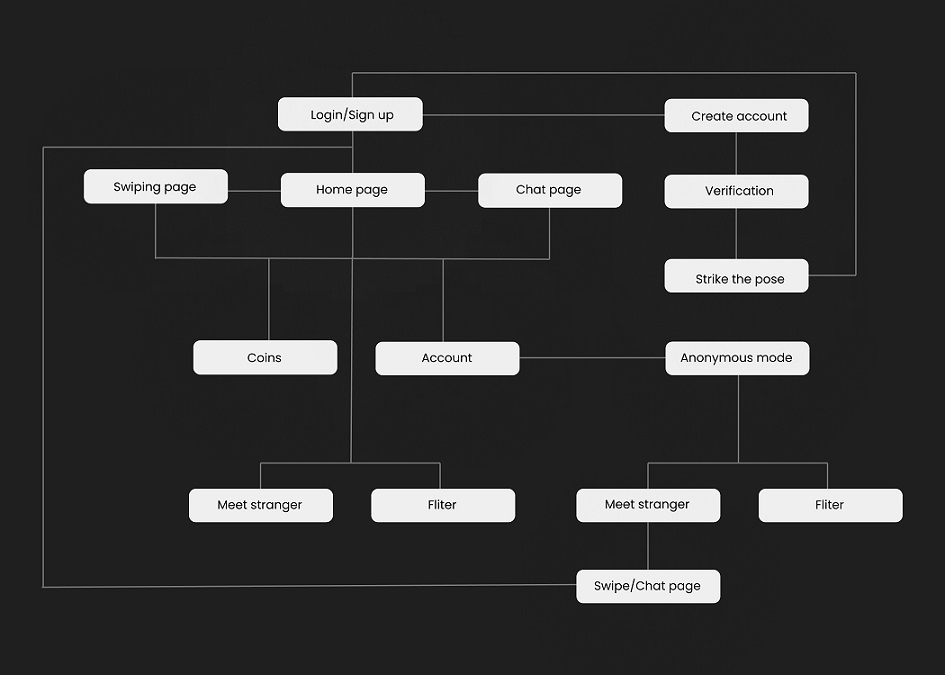 Login/Sign up
Create account
Swiping page
Home page
Chat page
Verification
Strike the pose
Coins
Account
Anonymous mode
Meet stranger
Fliter
Meet stranger
Fliter
Swipe/Chat page